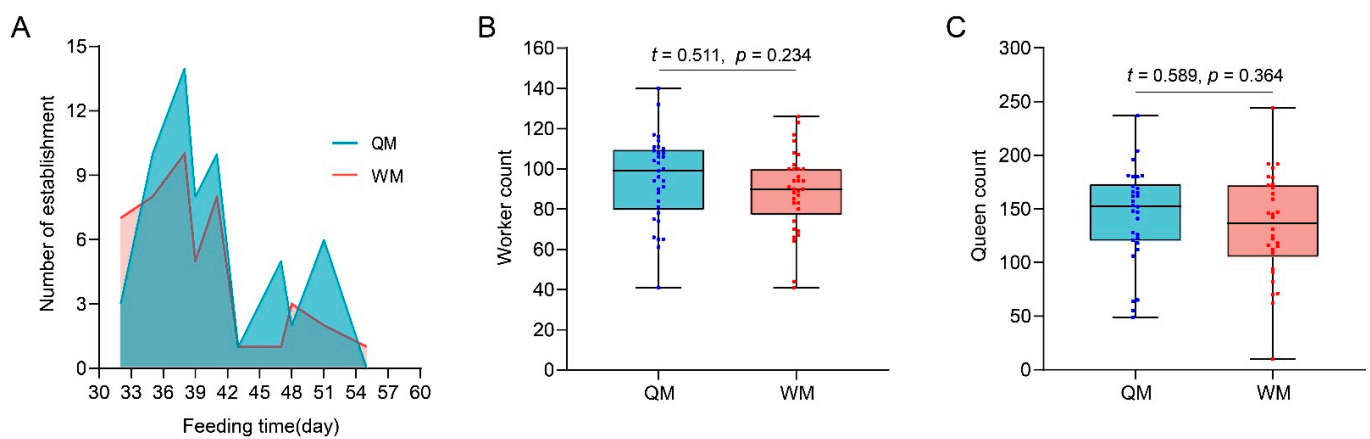 A
Number of establishment
15
12
9
6
3
0
30 33 36 39 42 45 48 51 54 57 60
Feeding time(day)
QM
WM
B
Worker count
160
140
120
100
80
60
40
20
0
t = 0.511, p = 0.234
QM WM
C
Queen count
300
250
200
150
100
50
0
t = 0.589, p = 0.364
QM WM